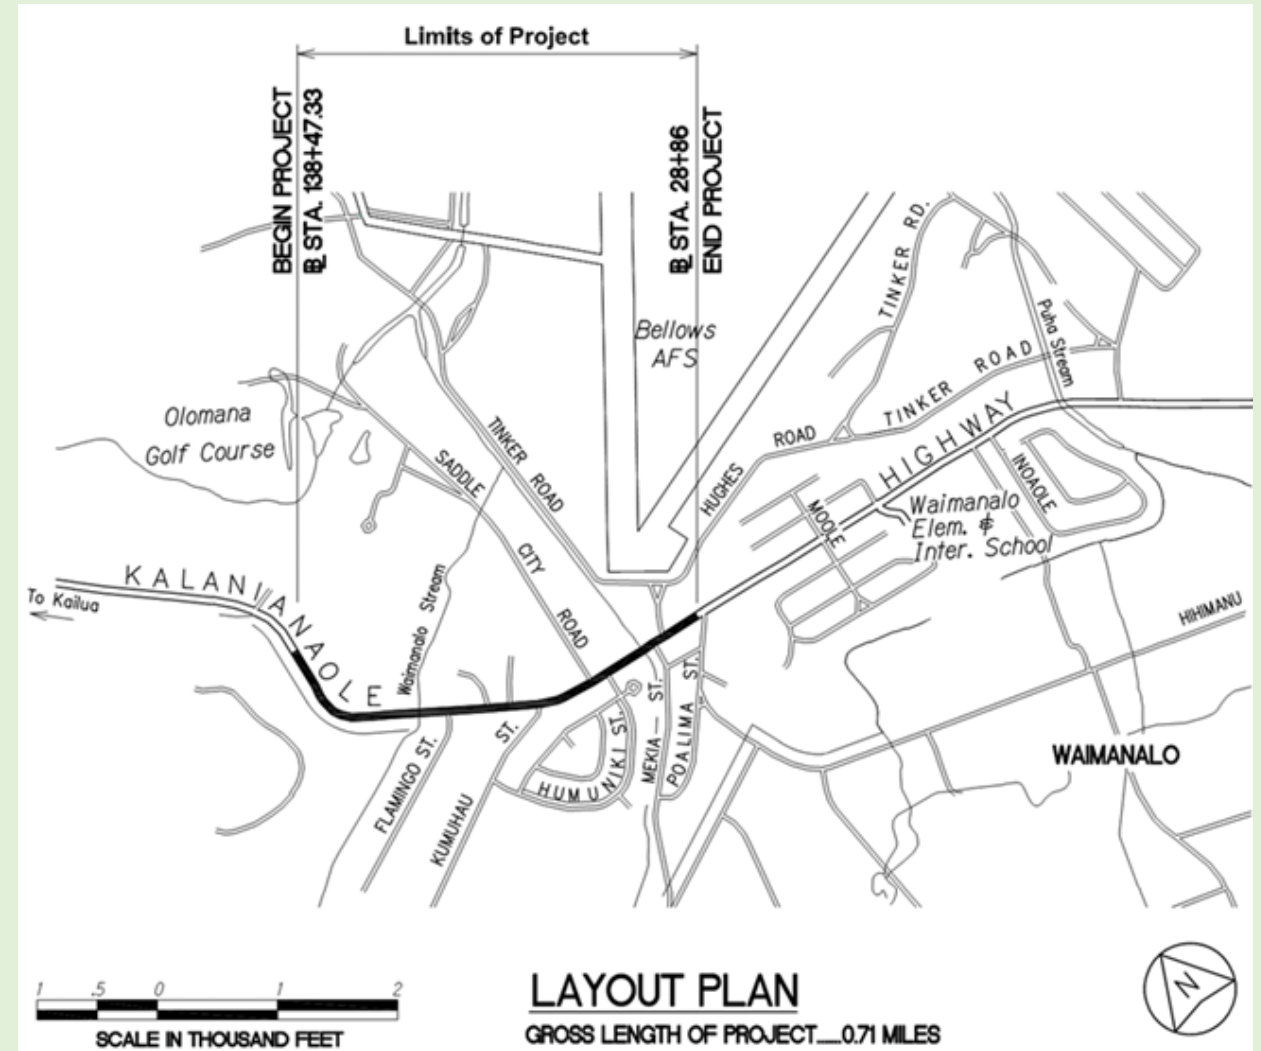 Limits of Project
BEGIN PROJECT
℄ STA. 138+47.33
℄ STA. 28+86
END PROJECT
TINKER RD.
Puha Stream
Bellows
AFS
TINKER ROAD
Olomana
Golf Course
TINKER ROAD
HUGHES ROAD
KALANIANAOLE HIGHWAY
SADDLE CITY ROAD
MOOLE
INOAOLE
Waimanalo
Elem. &
Inter. School
To Kailua
Waimanalo Stream
HIHIMANU
FLAMINGO ST.
KUMUHAU ST.
HUMUNIKI ST.
MEKIA ST.
POALIMA ST.
WAIMANALO
1 .5 0 1 2
SCALE IN THOUSAND FEET
LAYOUT PLAN
GROSS LENGTH OF PROJECT.....0.71 MILES
N